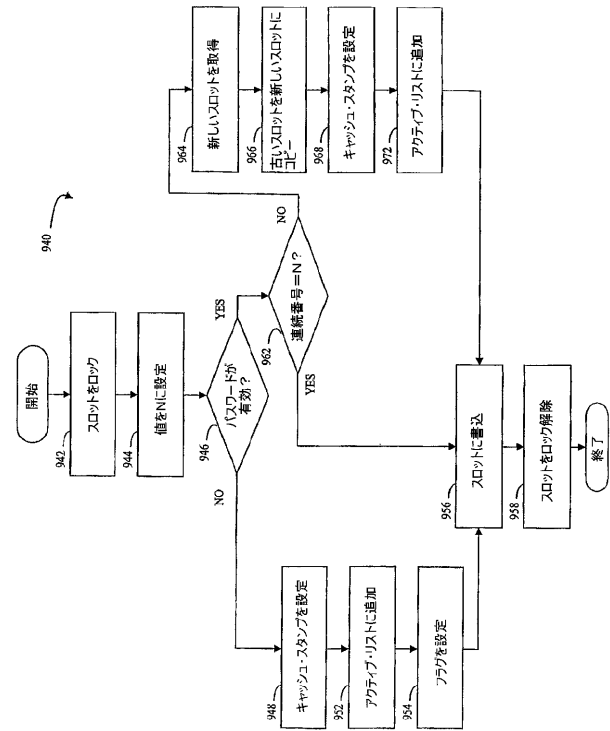 940
開始
942
スロットをロック
944
値をNに設定
946
パスワードが
有効？
NO
YES
948
キャッシュ・スタンプを設定
952
アクティブ・リストに追加
954
フラグを設定
962
連続番号＝N？
YES
NO
964
新しいスロットを取得
966
古いスロットを新しいスロットに
コピー
968
キャッシュ・スタンプを設定
972
アクティブ・リストに追加
956
スロットに書込
958
スロットをロック解除
終了